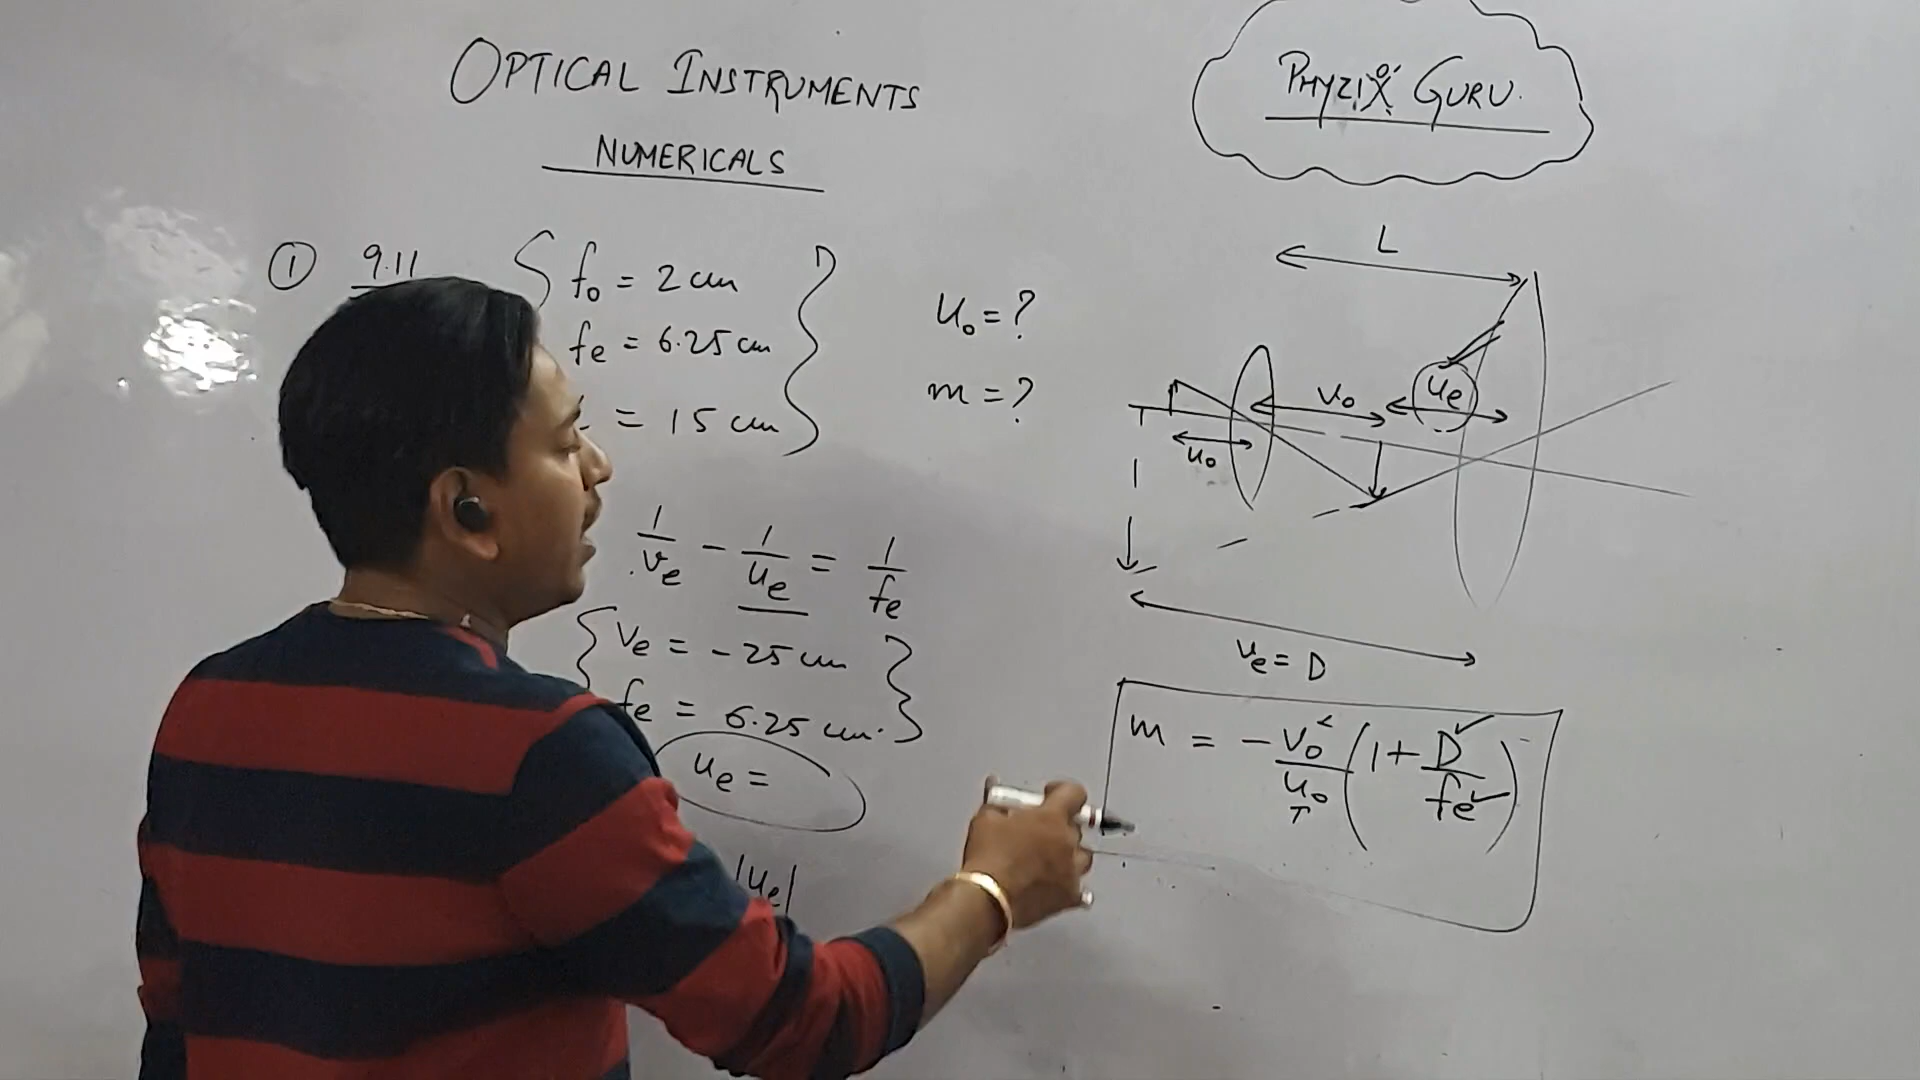 OPTICAL INSTRUMENTS
NUMERICALS
① 9.11
f₀ = 2 cm
fe = 6.25 cm
= 15 cm
u₀ = ?
m = ?
1/ve - 1/ue = 1/fe
Ve = -25 cm
fe = 6.25 cm.
ue =
|ue|
PHYZIX GURU.
L
V₀
ue
u₀
ve = D
m = -V₀/u₀ (1 + D/fe)